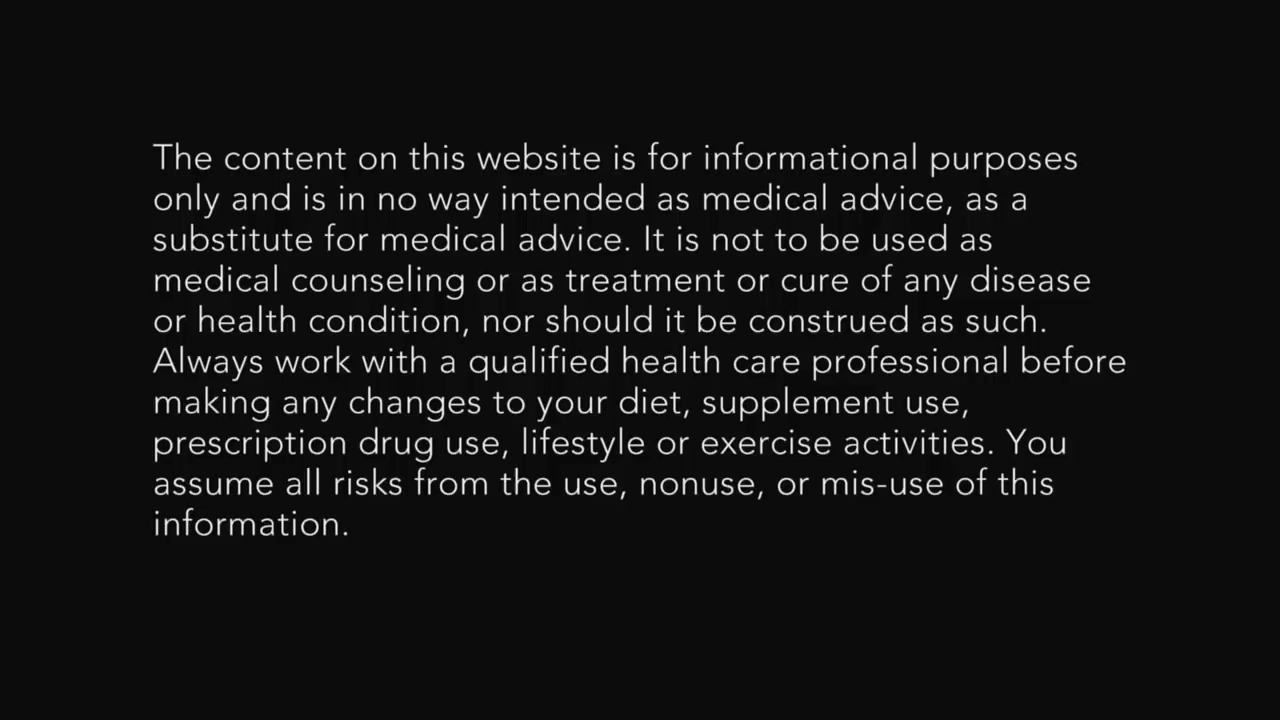 The content on this website is for informational purposes
only and is in no way intended as medical advice, as a
substitute for medical advice. It is not to be used as
medical counseling or as treatment or cure of any disease
or health condition, nor should it be construed as such.
Always work with a qualified health care professional before
making any changes to your diet, supplement use,
prescription drug use, lifestyle or exercise activities. You
assume all risks from the use, nonuse, or mis-use of this
information.